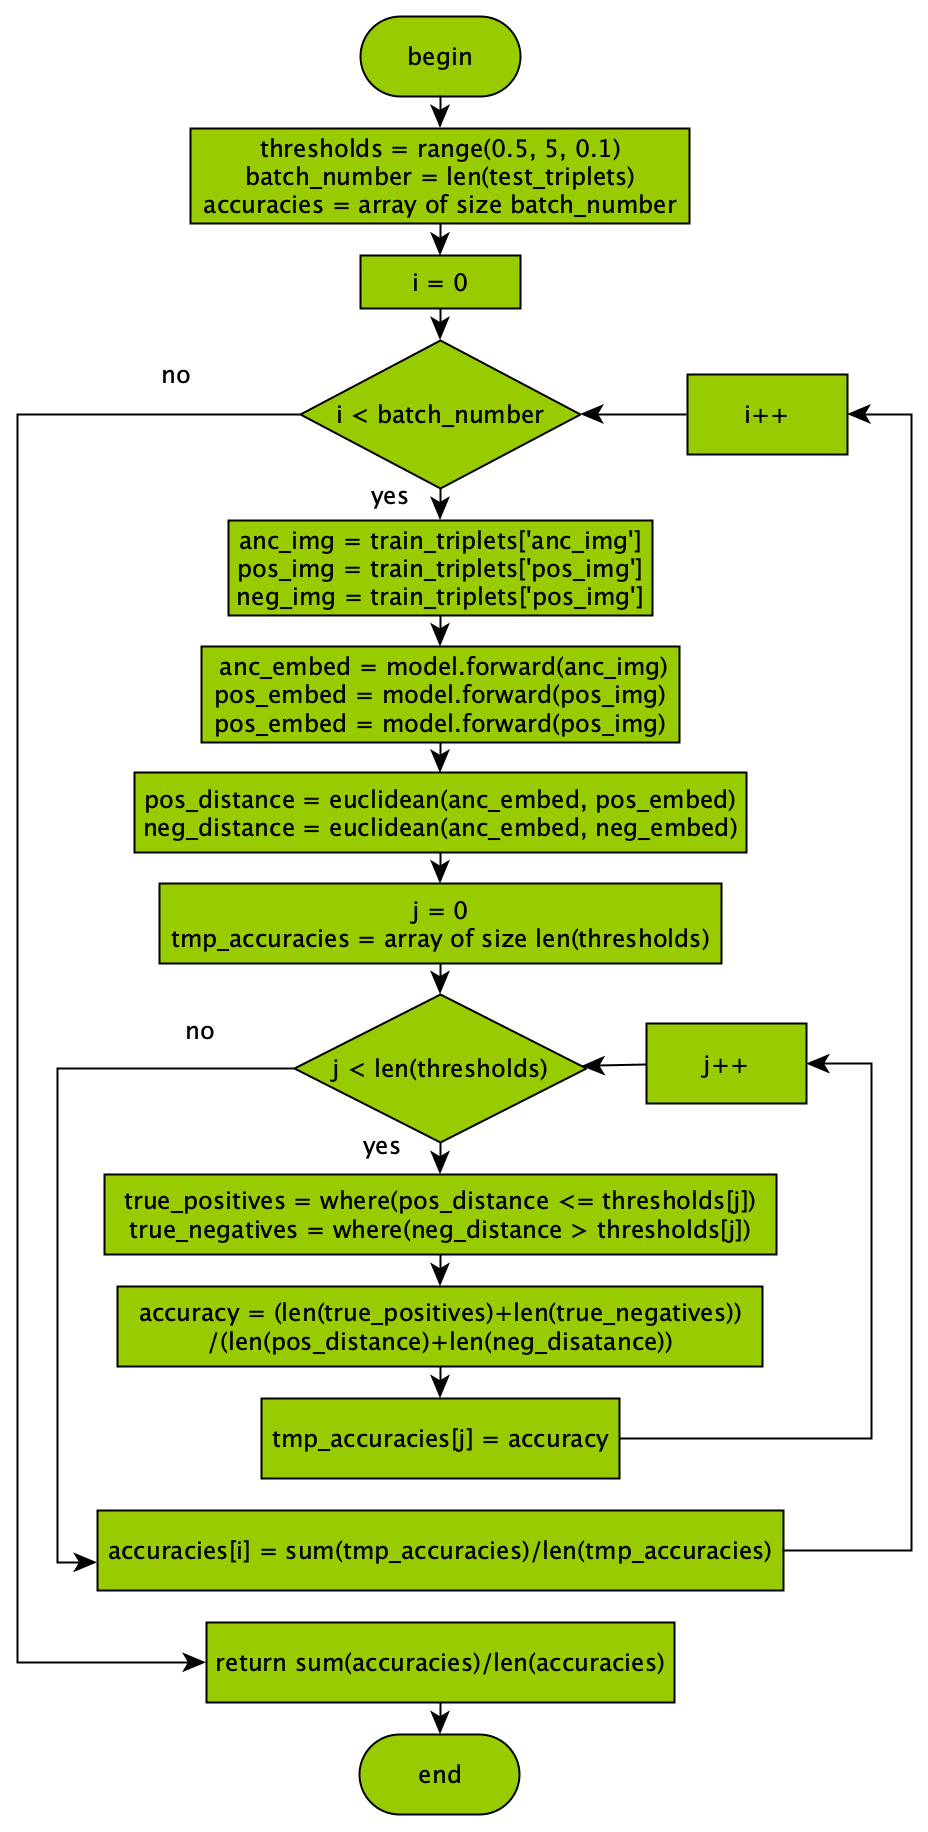 begin
thresholds = range(0.5, 5, 0.1)
batch_number = len(test_triplets)
accuracies = array of size batch_number
i = 0
no
i < batch_number
i++
yes
anc_img = train_triplets['anc_img']
pos_img = train_triplets['pos_img']
neg_img = train_triplets['pos_img']
anc_embed = model.forward(anc_img)
pos_embed = model.forward(pos_img)
pos_embed = model.forward(pos_img)
pos_distance = euclidean(anc_embed, pos_embed)
neg_distance = euclidean(anc_embed, neg_embed)
j = 0
tmp_accuracies = array of size len(thresholds)
no
j < len(thresholds)
j++
yes
true_positives = where(pos_distance <= thresholds[j])
true_negatives = where(neg_distance > thresholds[j])
accuracy = (len(true_positives)+len(true_negatives))
/(len(pos_distance)+len(neg_disatance))
tmp_accuracies[j] = accuracy
accuracies[i] = sum(tmp_accuracies)/len(tmp_accuracies)
return sum(accuracies)/len(accuracies)
end